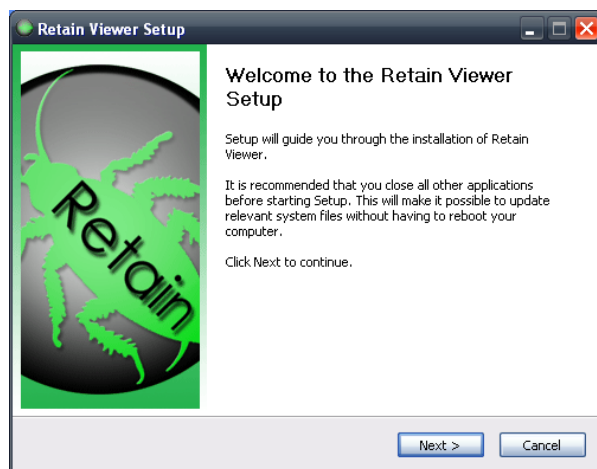 Retain Viewer Setup
Welcome to the Retain Viewer
Setup
Setup will guide you through the installation of Retain
Viewer.
It is recommended that you close all other applications
before starting Setup. This will make it possible to update
relevant system files without having to reboot your
computer.
Click Next to continue.
Retain
Next >
Cancel